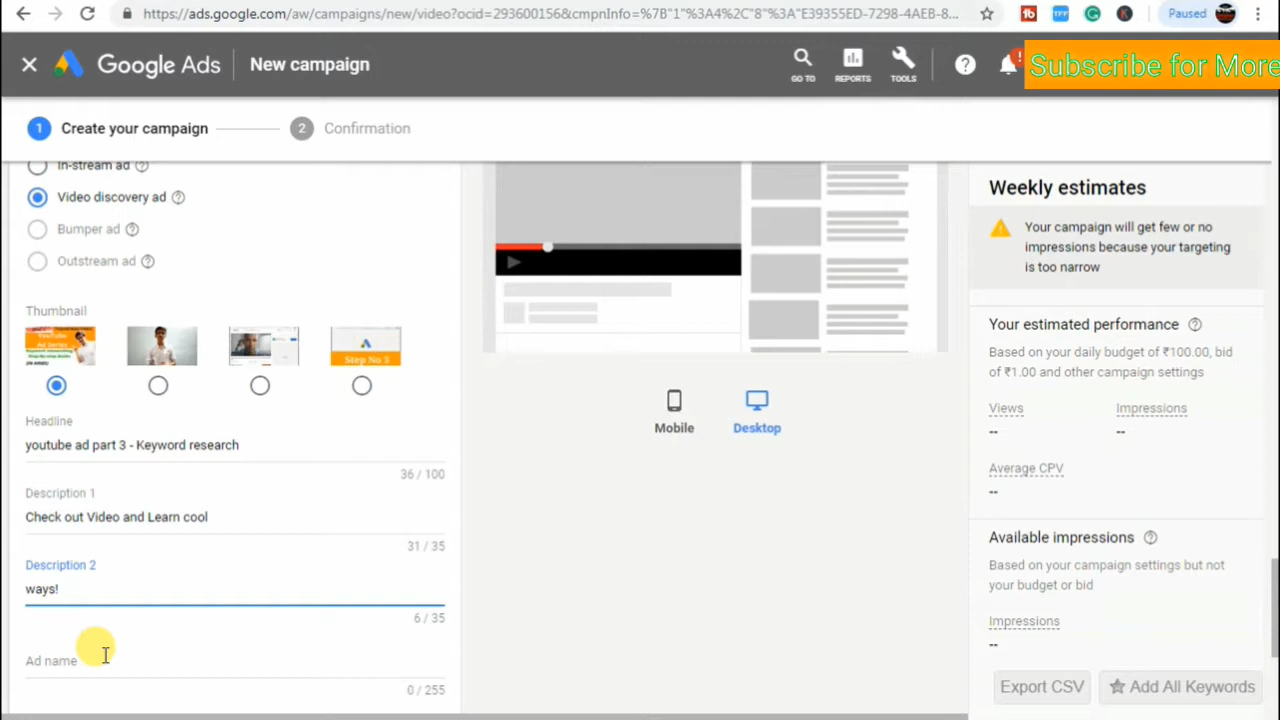 https://ads.google.com/aw/campaigns/new/video?ocid=293600156&cmpnInfo=%7B"1"%3A4%2C"8"%3A"E39355ED-7298-4AEB-8...
Paused
Google Ads
New campaign
GO TO
REPORTS
TOOLS
Subscribe for More
1 Create your campaign
2 Confirmation
In-stream ad
Video discovery ad
Bumper ad
Outstream ad
Thumbnail
Step No 3
Headline
youtube ad part 3 - Keyword research
36 / 100
Description 1
Check out Video and Learn cool
31 / 35
Description 2
ways!
6 / 35
Ad name
0 / 255
Mobile
Desktop
Weekly estimates
Your campaign will get few or no
impressions because your targeting
is too narrow
Your estimated performance
Based on your daily budget of ₹100.00, bid
of ₹1.00 and other campaign settings
Views
Impressions
--
--
Average CPV
--
Available impressions
Based on your campaign settings but not
your budget or bid
Impressions
--
Export CSV
Add All Keywords